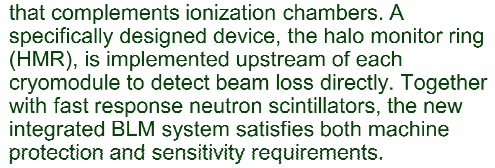 that complements ionization chambers. A
specifically designed device, the halo monitor ring
(HMR), is implemented upstream of each
cryomodule to detect beam loss directly. Together
with fast response neutron scintillators, the new
integrated BLM system satisfies both machine
protection and sensitivity requirements.